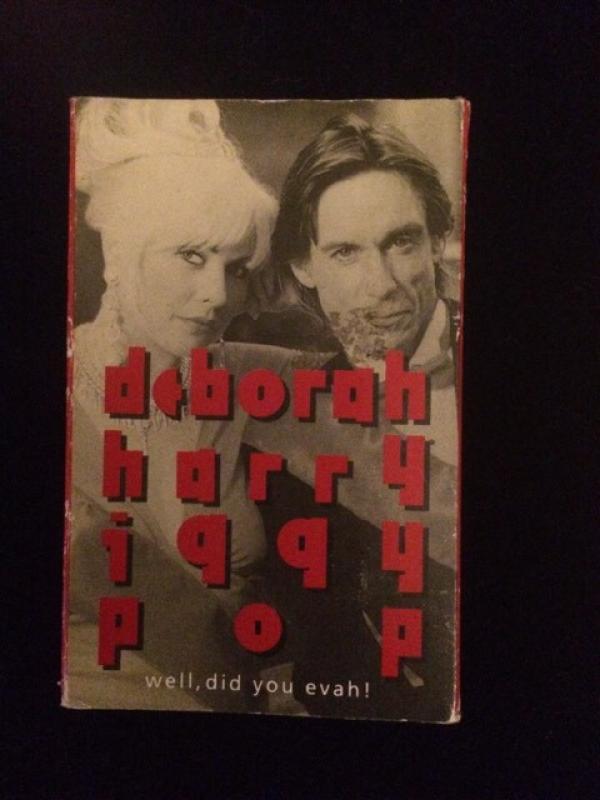 deborah
harry
iggy
pop
well, did you evah!